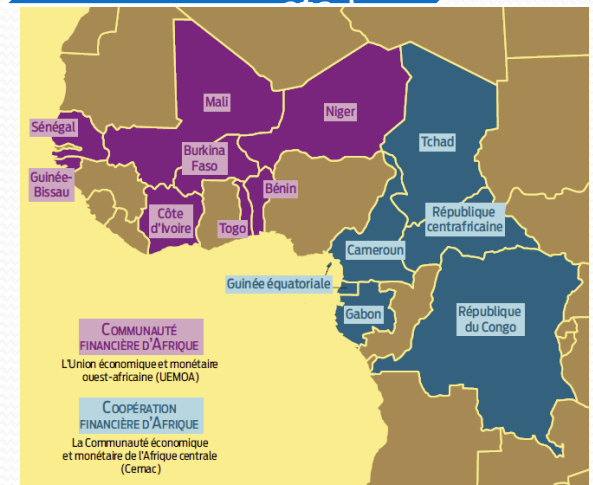 Mali
Niger
Sénégal
Tchad
Burkina
Faso
Guinée-
Bissau
Bénin
Côte
d'Ivoire
Togo
République
centrafricaine
Cameroun
Guinée équatoriale
Gabon
République
du Congo
COMMUNAUTÉ
FINANCIÈRE D'AFRIQUE
L'Union économique et monétaire
ouest-africaine (UEMOA)
COOPÉRATION
FINANCIÈRE D'AFRIQUE
La Communauté économique
et monétaire de l'Afrique centrale
(Cemac)